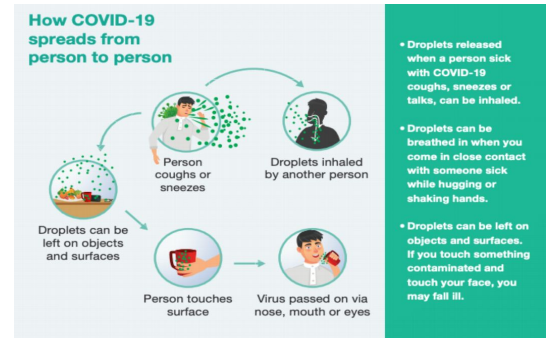 How COVID-19
spreads from
person to person
Person
coughs or
sneezes
Droplets inhaled
by another person
Droplets can be
left on objects
and surfaces
Person touches
surface
Virus passed on via
nose, mouth or eyes
• Droplets released
when a person sick
with COVID-19
coughs, sneezes or
talks, can be inhaled.
• Droplets can be
breathed in when you
come in close contact
with someone sick
while hugging or
shaking hands.
• Droplets can be left on
objects and surfaces.
If you touch something
contaminated and
touch your face, you
may fall ill.